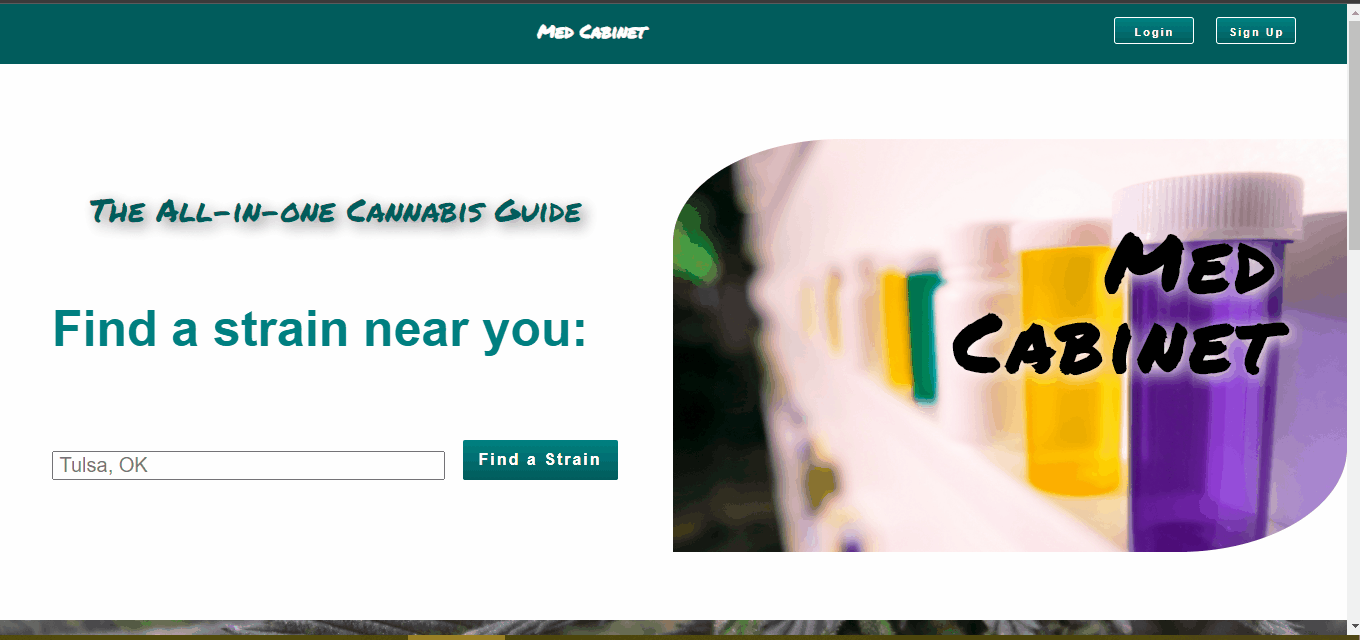 Med Cabinet
Login
Sign Up
The All-in-one Cannabis Guide
Find a strain near you:
Tulsa, OK
Find a Strain
Med
Cabinet